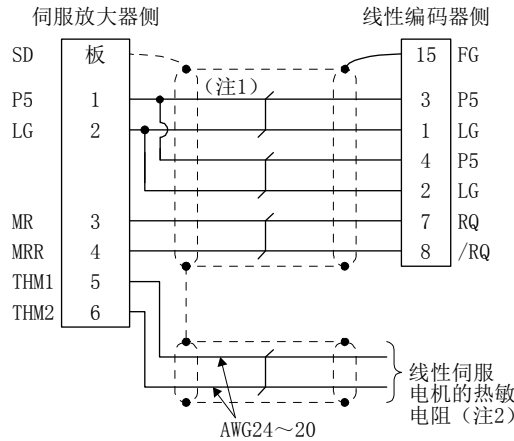 伺服放大器侧 线性编码器侧
SD 板 15 FG
(注1)
P5 1 3 P5
LG 2 1 LG
4 P5
2 LG
MR 3 7 RQ
MRR 4 8 /RQ
THM1 5
THM2 6
线性伺服
电机的热敏
电阻(注2)
AWG24～20